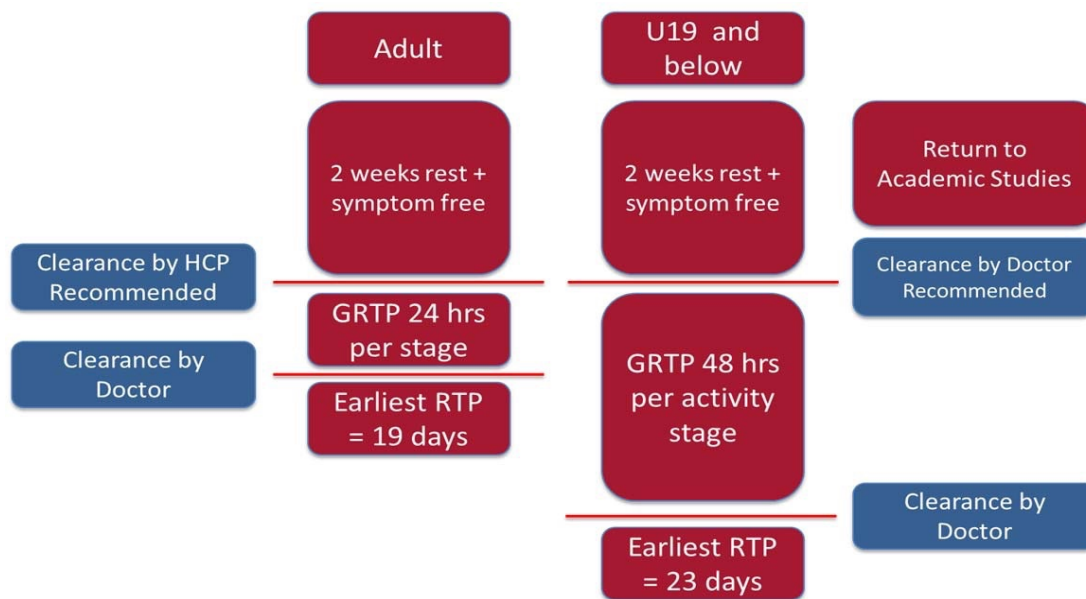 Adult
U19 and
below
2 weeks rest +
symptom free
2 weeks rest +
symptom free
Return to
Academic Studies
Clearance by HCP
Recommended
Clearance by Doctor
Recommended
GRTP 24 hrs
per stage
Clearance by
Doctor
GRTP 48 hrs
per activity
stage
Earliest RTP
= 19 days
Clearance by
Doctor
Earliest RTP
= 23 days